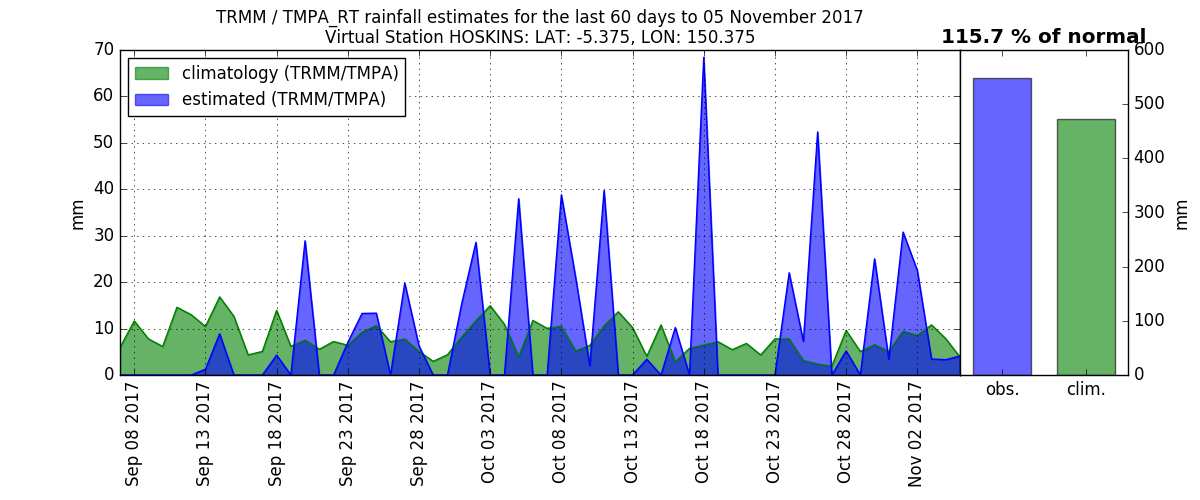 TRMM / TMPA_RT rainfall estimates for the last 60 days to 05 November 2017
Virtual Station HOSKINS: LAT: -5.375, LON: 150.375
115.7 % of normal
climatology (TRMM/TMPA)
estimated (TRMM/TMPA)
70
60
50
40
30
20
10
0
mm
600
500
400
300
200
100
0
mm
Sep 08 2017
Sep 13 2017
Sep 18 2017
Sep 23 2017
Sep 28 2017
Oct 03 2017
Oct 08 2017
Oct 13 2017
Oct 18 2017
Oct 23 2017
Oct 28 2017
Nov 02 2017
obs.
clim.